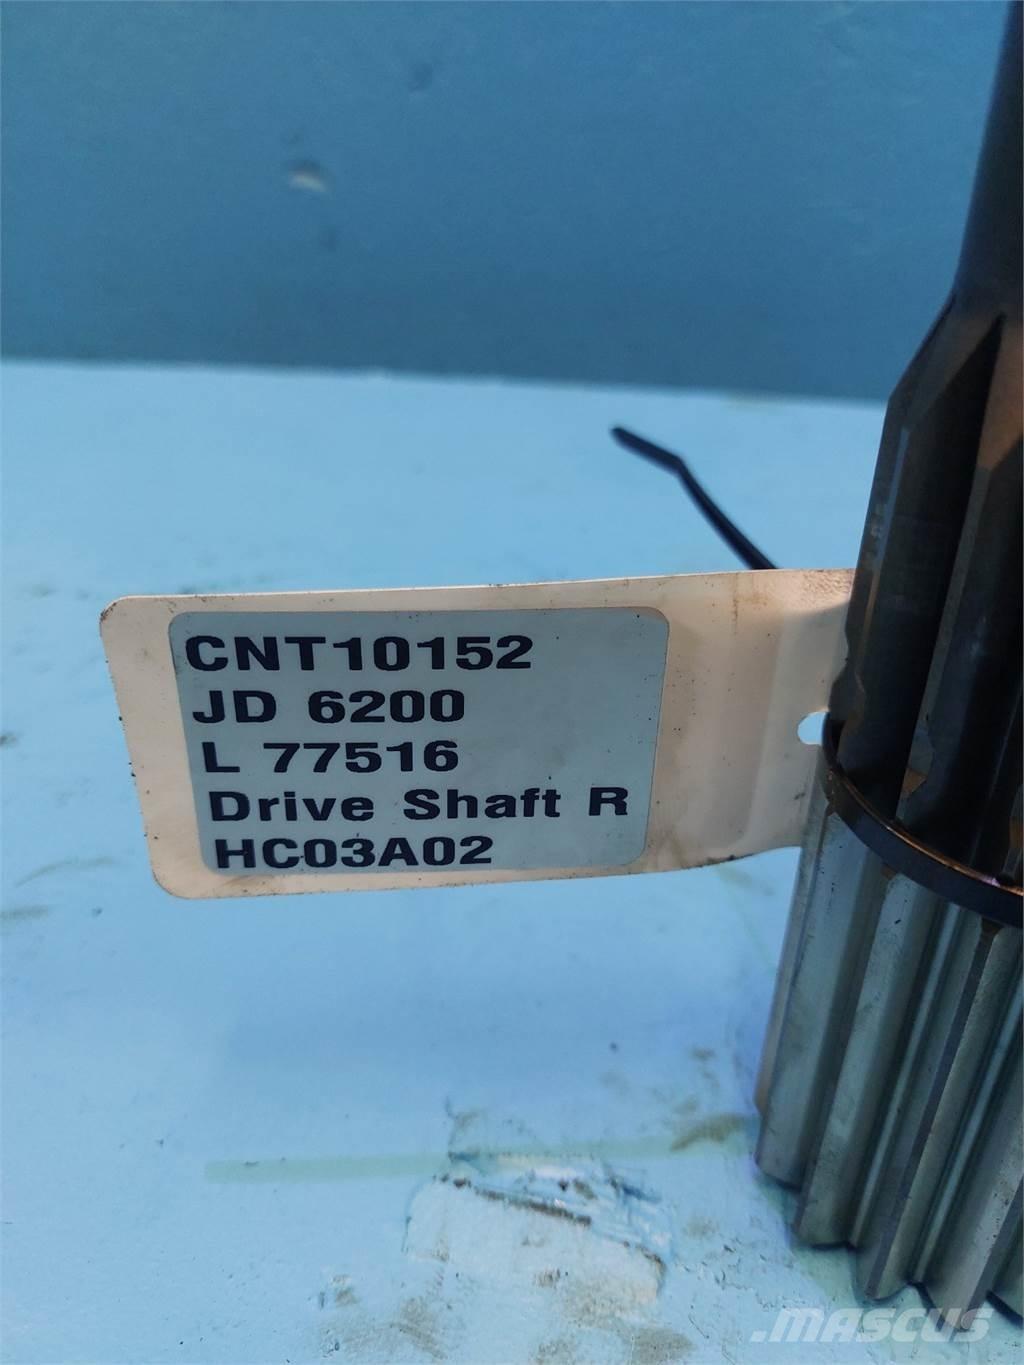 CNT10152
JD 6200
L 77516
Drive Shaft R
HC03A02
.MASCUS